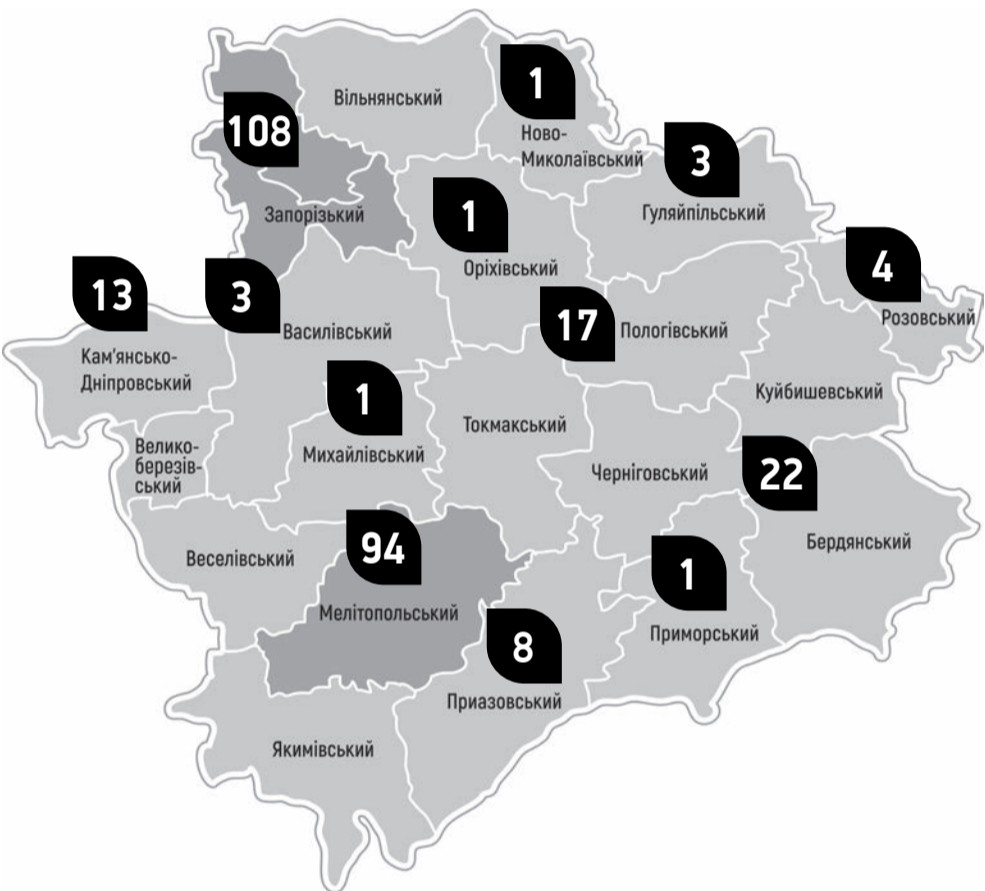 Вільнянський
1
Ново-
Миколаївський
108
Запорізький
3
Гуляйпільський
1
Оріхівський
4
Розовський
13
Кам'янсько-
Дніпровський
3
Василівський
17
Пологівський
Куйбишевський
1
Михайлівський
Токмакський
Велико-
березів-
ський
Черніговський
22
Бердянський
Веселівський
94
Мелітопольський
1
Приморський
8
Приазовський
Якимівський